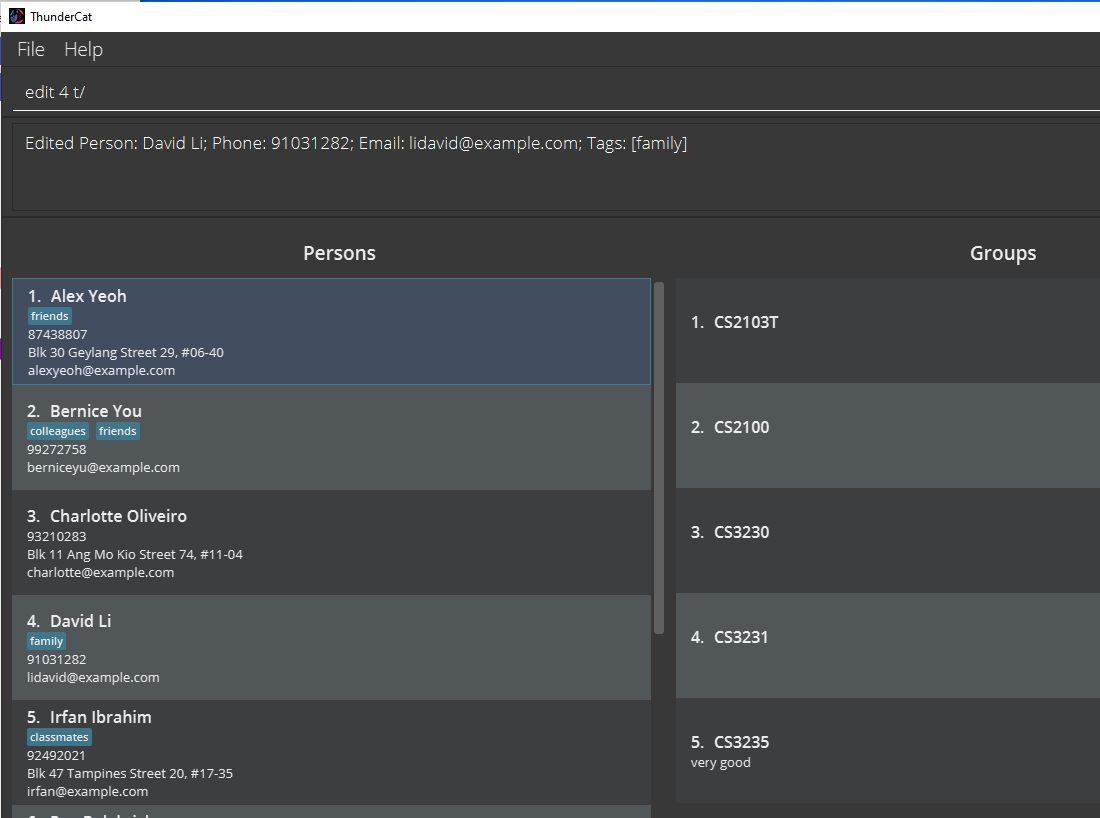 ThunderCat
File Help
edit 4 t/
Edited Person: David Li; Phone: 91031282; Email: lidavid@example.com; Tags: [family]
Persons
1. Alex Yeoh
friends
87438807
Blk 30 Geylang Street 29, #06-40
alexyeoh@example.com
2. Bernice You
colleagues friends
99272758
berniceyu@example.com
3. Charlotte Oliveiro
93210283
Blk 11 Ang Mo Kio Street 74, #11-04
charlotte@example.com
4. David Li
family
91031282
lidavid@example.com
5. Irfan Ibrahim
classmates
92492021
Blk 47 Tampines Street 20, #17-35
irfan@example.com
Groups
1. CS2103T
2. CS2100
3. CS3230
4. CS3231
5. CS3235
very good